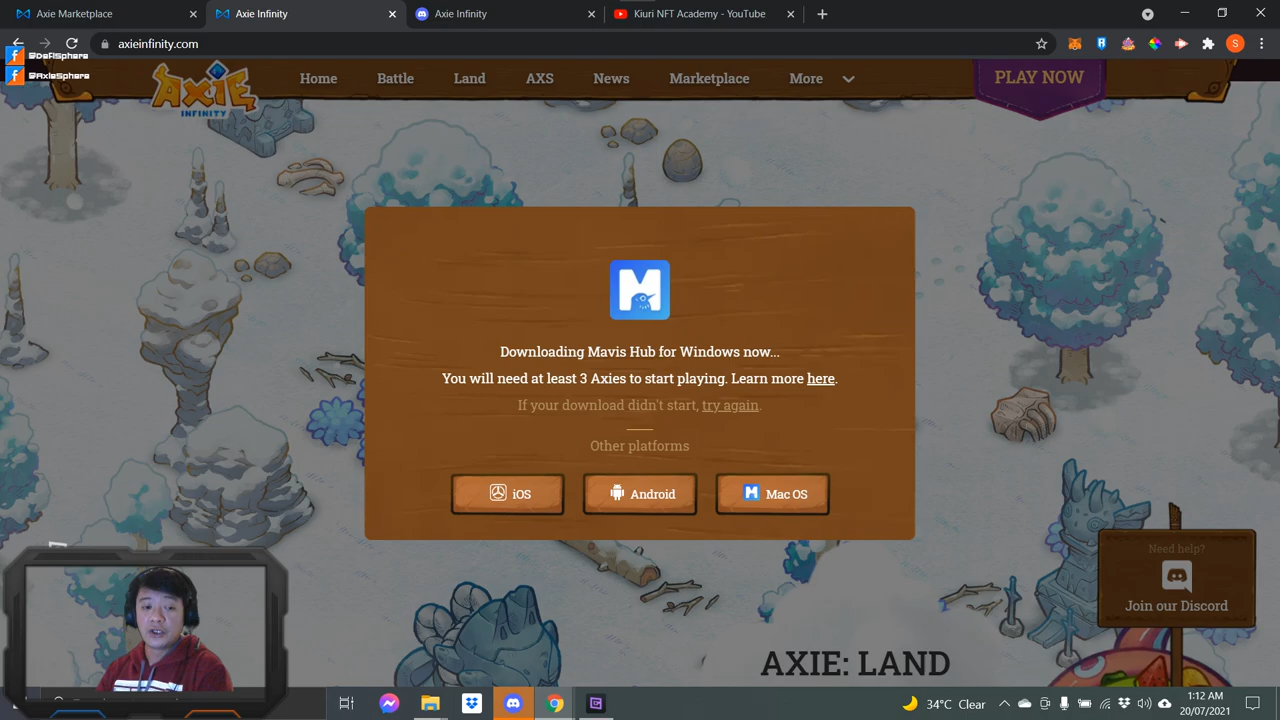 Axie Marketplace
Axie Infinity
Axie Infinity
Kiuri NFT Academy - YouTube
axieinfinity.com
S
@DeFiSphere
@AxieSphere
AXIE
INFINITY
Home
Battle
Land
AXS
News
Marketplace
More
PLAY NOW
Downloading Mavis Hub for Windows now...
You will need at least 3 Axies to start playing. Learn more here.
If your download didn't start, try again.
Other platforms
iOS
Android
Mac OS
Need help?
Join our Discord
AXIE: LAND
34°C Clear
1:12 AM
20/07/2021